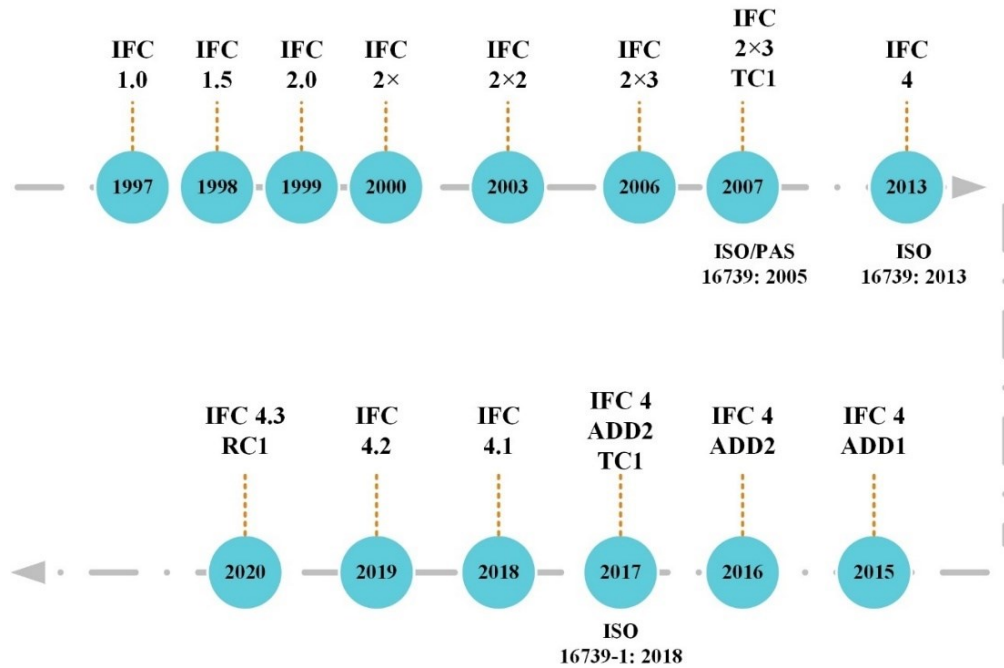 IFC
1.0
IFC
1.5
IFC
2.0
IFC
2×
IFC
2×2
IFC
2×3
IFC
2×3
TC1
IFC
4
1997
1998
1999
2000
2003
2006
2007
2013
ISO/PAS
16739: 2005
ISO
16739: 2013
IFC 4.3
RC1
IFC
4.2
IFC
4.1
IFC 4
ADD2
TC1
IFC 4
ADD2
IFC 4
ADD1
2020
2019
2018
2017
2016
2015
ISO
16739-1: 2018